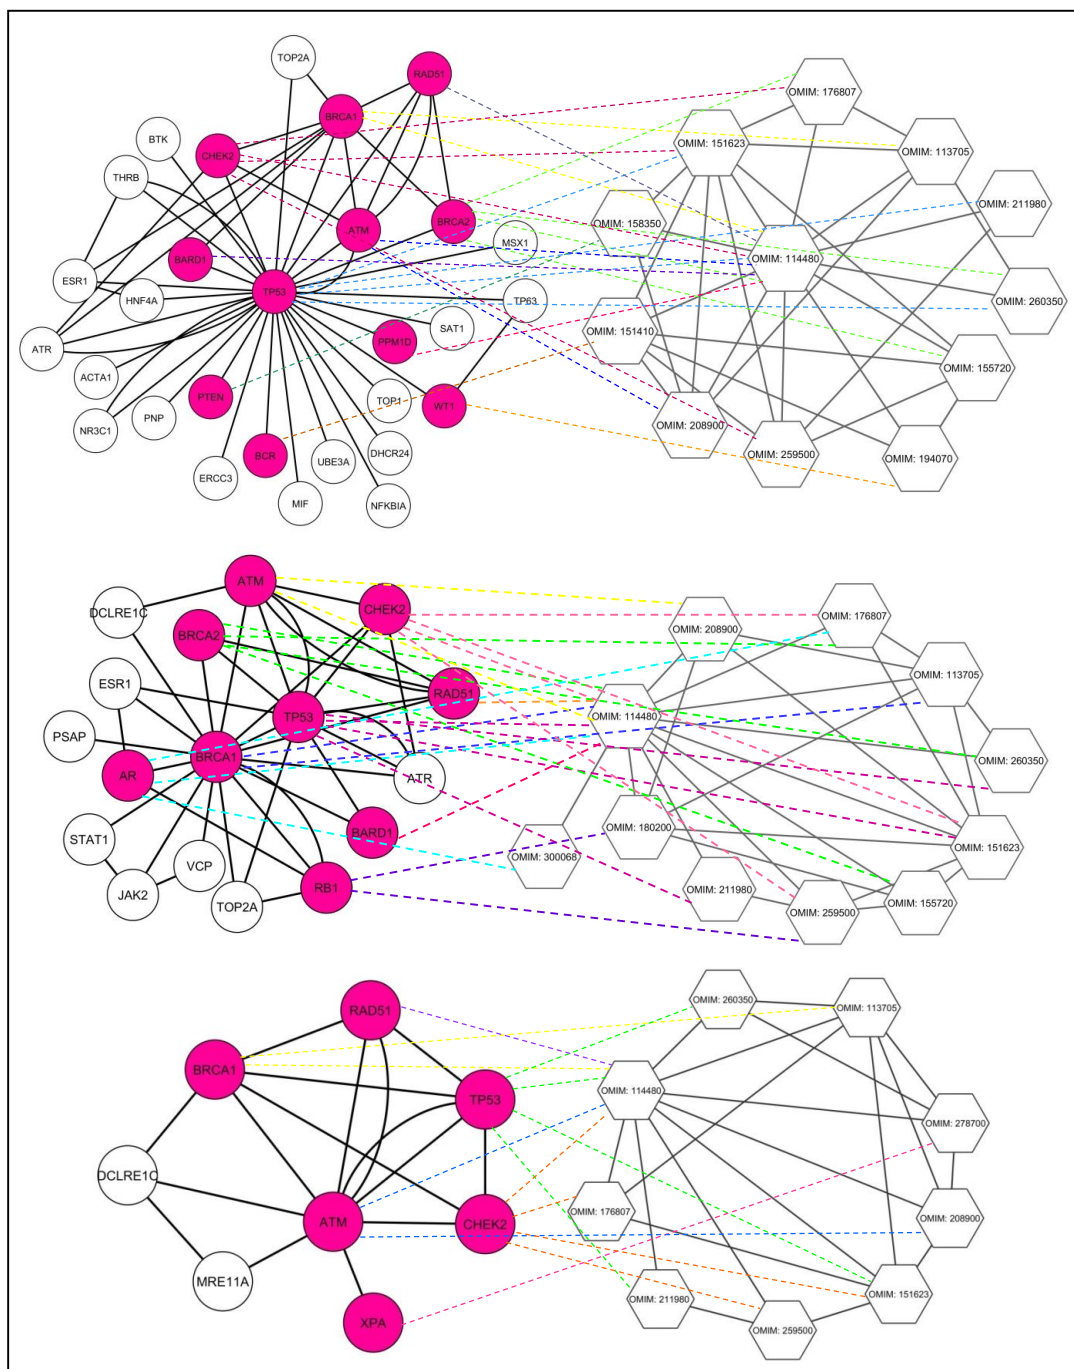 TOP2A
RAD51
OMIM: 176807
BRCA1
BTK
CHEK2
OMIM: 151623
OMIM: 113705
THRB
OMIM: 211980
BRCA2
OMIM: 158350
ATM
MSX1
BARD1
OMIM: 114480
ESR1
HNF4A
TP53
TP63
OMIM: 260350
SAT1
OMIM: 151410
PPM1D
ATR
ACTA1
OMIM: 155720
PTEN
TOP1
WT1
PNP
NR3C1
OMIM: 208900
BCR
DHCR24
OMIM: 259500
OMIM: 194070
UBE3A
ERCC3
MIF
NFKBIA
ATM
DCLRE1C
CHEK2
OMIM: 176807
OMIM: 208900
BRCA2
OMIM: 113705
ESR1
RAD51
TP53
OMIM: 114480
PSAP
BRCA1
OMIM: 260350
AR
ATR
BARD1
OMIM: 180200
STAT1
OMIM: 151623
OMIM: 300068
VCP
RB1
OMIM: 211980
JAK2
TOP2A
OMIM: 155720
OMIM: 259500
OMIM: 260350
OMIM: 113705
RAD51
BRCA1
OMIM: 114480
TP53
OMIM: 278700
DCLRE1C
OMIM: 176807
OMIM: 208900
ATM
CHEK2
MRE11A
OMIM: 151623
OMIM: 211980
XPA
OMIM: 259500